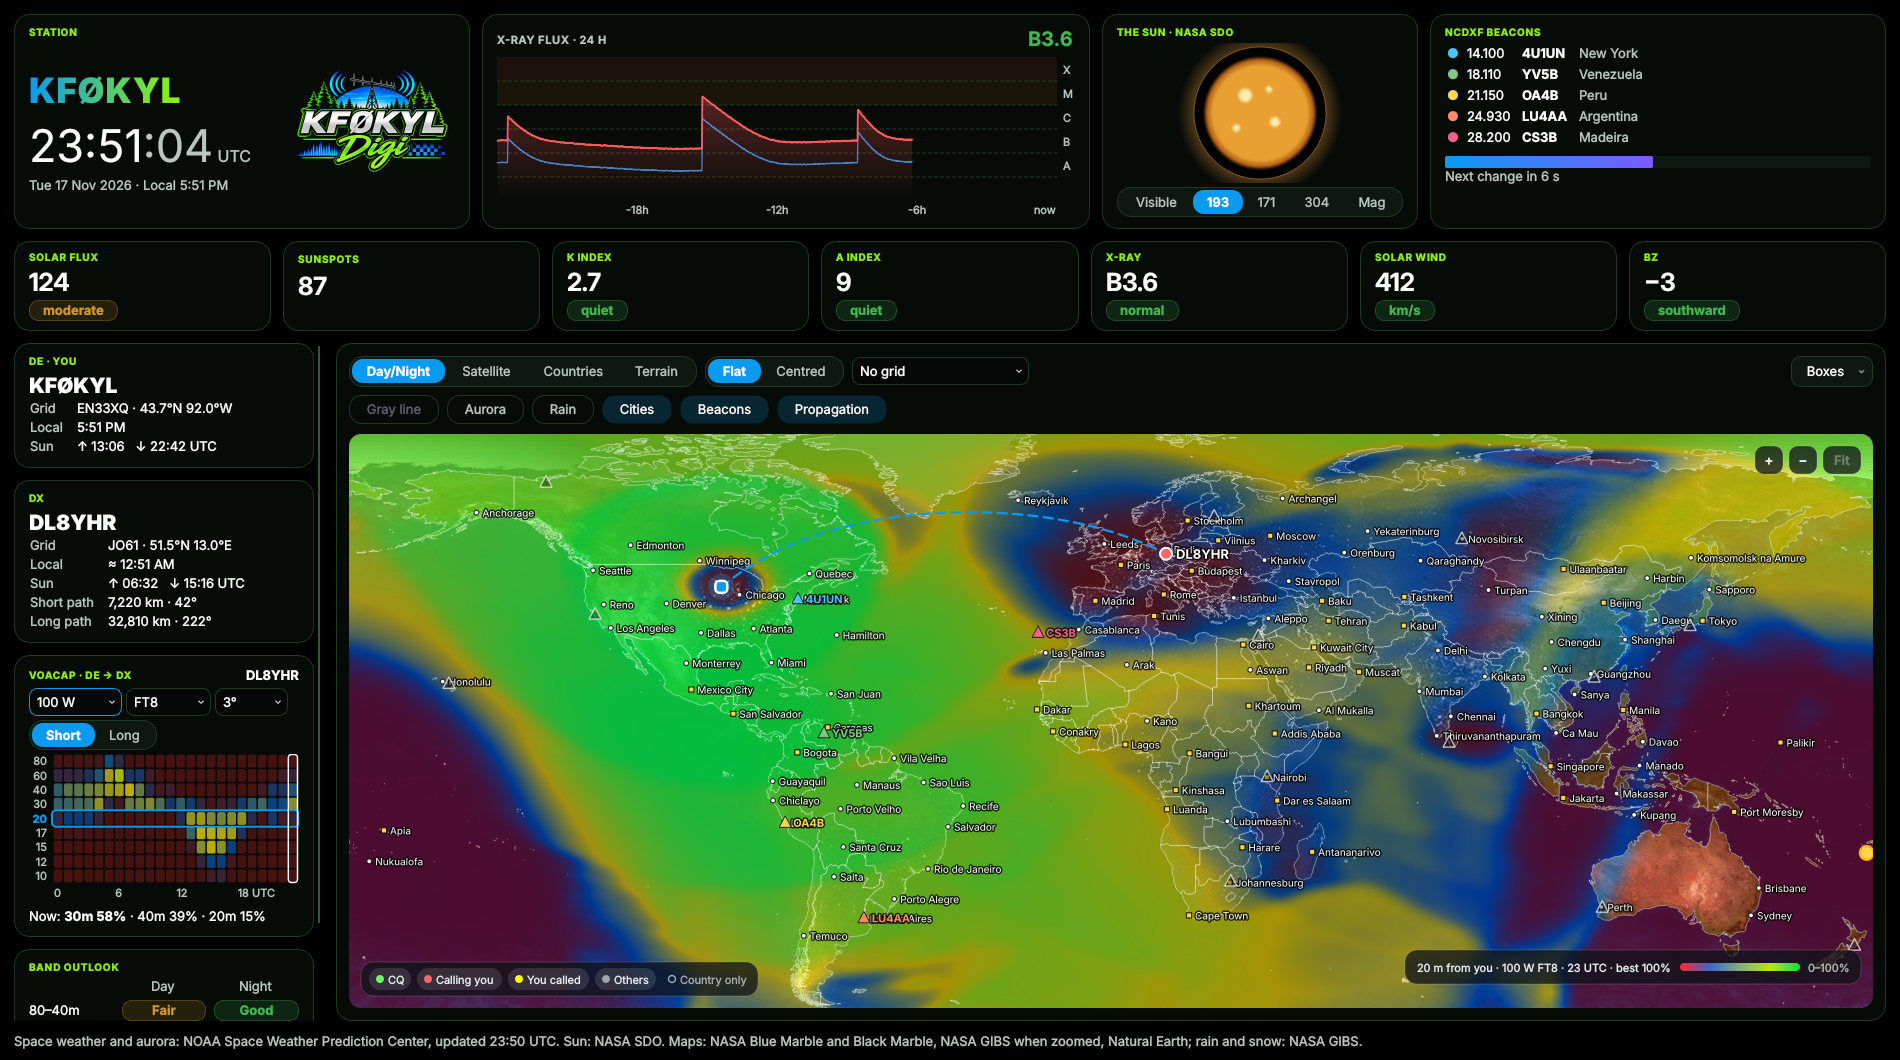 STATION
KFØKYL
23:51:04 UTC
Tue 17 Nov 2026 · Local 5:51 PM
KFØKYL
Digi
X-RAY FLUX · 24 H
B3.6
X
M
C
B
A
-18h -12h -6h now
THE SUN · NASA SDO
Visible 193 171 304 Mag
NCDXF BEACONS
14.100 4U1UN New York
18.110 YV5B Venezuela
21.150 OA4B Peru
24.930 LU4AA Argentina
28.200 CS3B Madeira
Next change in 6 s
SOLAR FLUX
124
moderate
SUNSPOTS
87
K INDEX
2.7
quiet
A INDEX
9
quiet
X-RAY
B3.6
normal
SOLAR WIND
412
km/s
BZ
−3
southward
DE · YOU
KFØKYL
Grid EN33XQ · 43.7°N 92.0°W
Local 5:51 PM
Sun ↑ 13:06 ↓ 22:42 UTC
DX
DL8YHR
Grid JO61 · 51.5°N 13.0°E
Local ≈ 12:51 AM
Sun ↑ 06:32 ↓ 15:16 UTC
Short path 7,220 km · 42°
Long path 32,810 km · 222°
VOACAP · DE → DX DL8YHR
100 W FT8 3°
Short Long
80
60
40
30
20
17
15
12
10
0 6 12 18 UTC
Now: 30m 58% · 40m 39% · 20m 15%
BAND OUTLOOK
Day Night
80–40m Fair Good
Day/Night Satellite Countries Terrain Flat Centred No grid Boxes
Gray line Aurora Rain Cities Beacons Propagation
+ − Fit
Reykjavik
Archangel
Anchorage
Stockholm
Yekaterinburg
Vilnius
Moscow
Novosibirsk
Edmonton
Leeds
DL8YHR
Orenburg
Winnipeg
Kharkiv
Qaraghandy
Komsomolsk na Amure
Seattle
Quebec
Paris
Budapest
Stavropol
Ulaanbaatar
Harbin
Turpan
Sapporo
Chicago
4U1UN
Reno
Denver
Madrid
Rome
Istanbul
Baku
Tashkent
Beijing
Tunis
Aleppo
Tehran
Xining
Daegu
Tokyo
Los Angeles
Dallas
Atlanta
Hamilton
CS3B
Casablanca
Kabul
Cairo
Kuwait City
Delhi
Chengdu
Shanghai
Las Palmas
Monterrey
Miami
Arak
Aswan
Riyadh
Muscat
Kolkata
Yuxi
Guangzhou
Honolulu
Mexico City
San Juan
Mumbai
Sanya
San Salvador
Dakar
Kano
Khartoum
Al Mukalla
Chennai
Bangkok
Manila
Caracas
YV5B
Conakry
Lagos
Addis Ababa
Thiruvananthapuram
Ca Mau
Davao
Palikir
Bogota
Vila Velha
Bangui
Singapore
Manado
Guayaquil
Manaus
Sao Luis
Nairobi
Kinshasa
Chiclayo
Porto Velho
Recife
Luanda
Dar es Salaam
Jakarta
Makassar
Kupang
Port Moresby
OA4B
Salvador
Lubumbashi
Apia
Santa Cruz
Harare
Antananarivo
Nukualofa
Salta
Rio de Janeiro
Johannesburg
Brisbane
Porto Alegre
Perth
LU4AA
Aires
Cape Town
Sydney
Temuco
CQ Calling you You called Others Country only
20 m from you · 100 W FT8 · 23 UTC · best 100% 0–100%
Space weather and aurora: NOAA Space Weather Prediction Center, updated 23:50 UTC. Sun: NASA SDO. Maps: NASA Blue Marble and Black Marble, NASA GIBS when zoomed, Natural Earth; rain and snow: NASA GIBS.